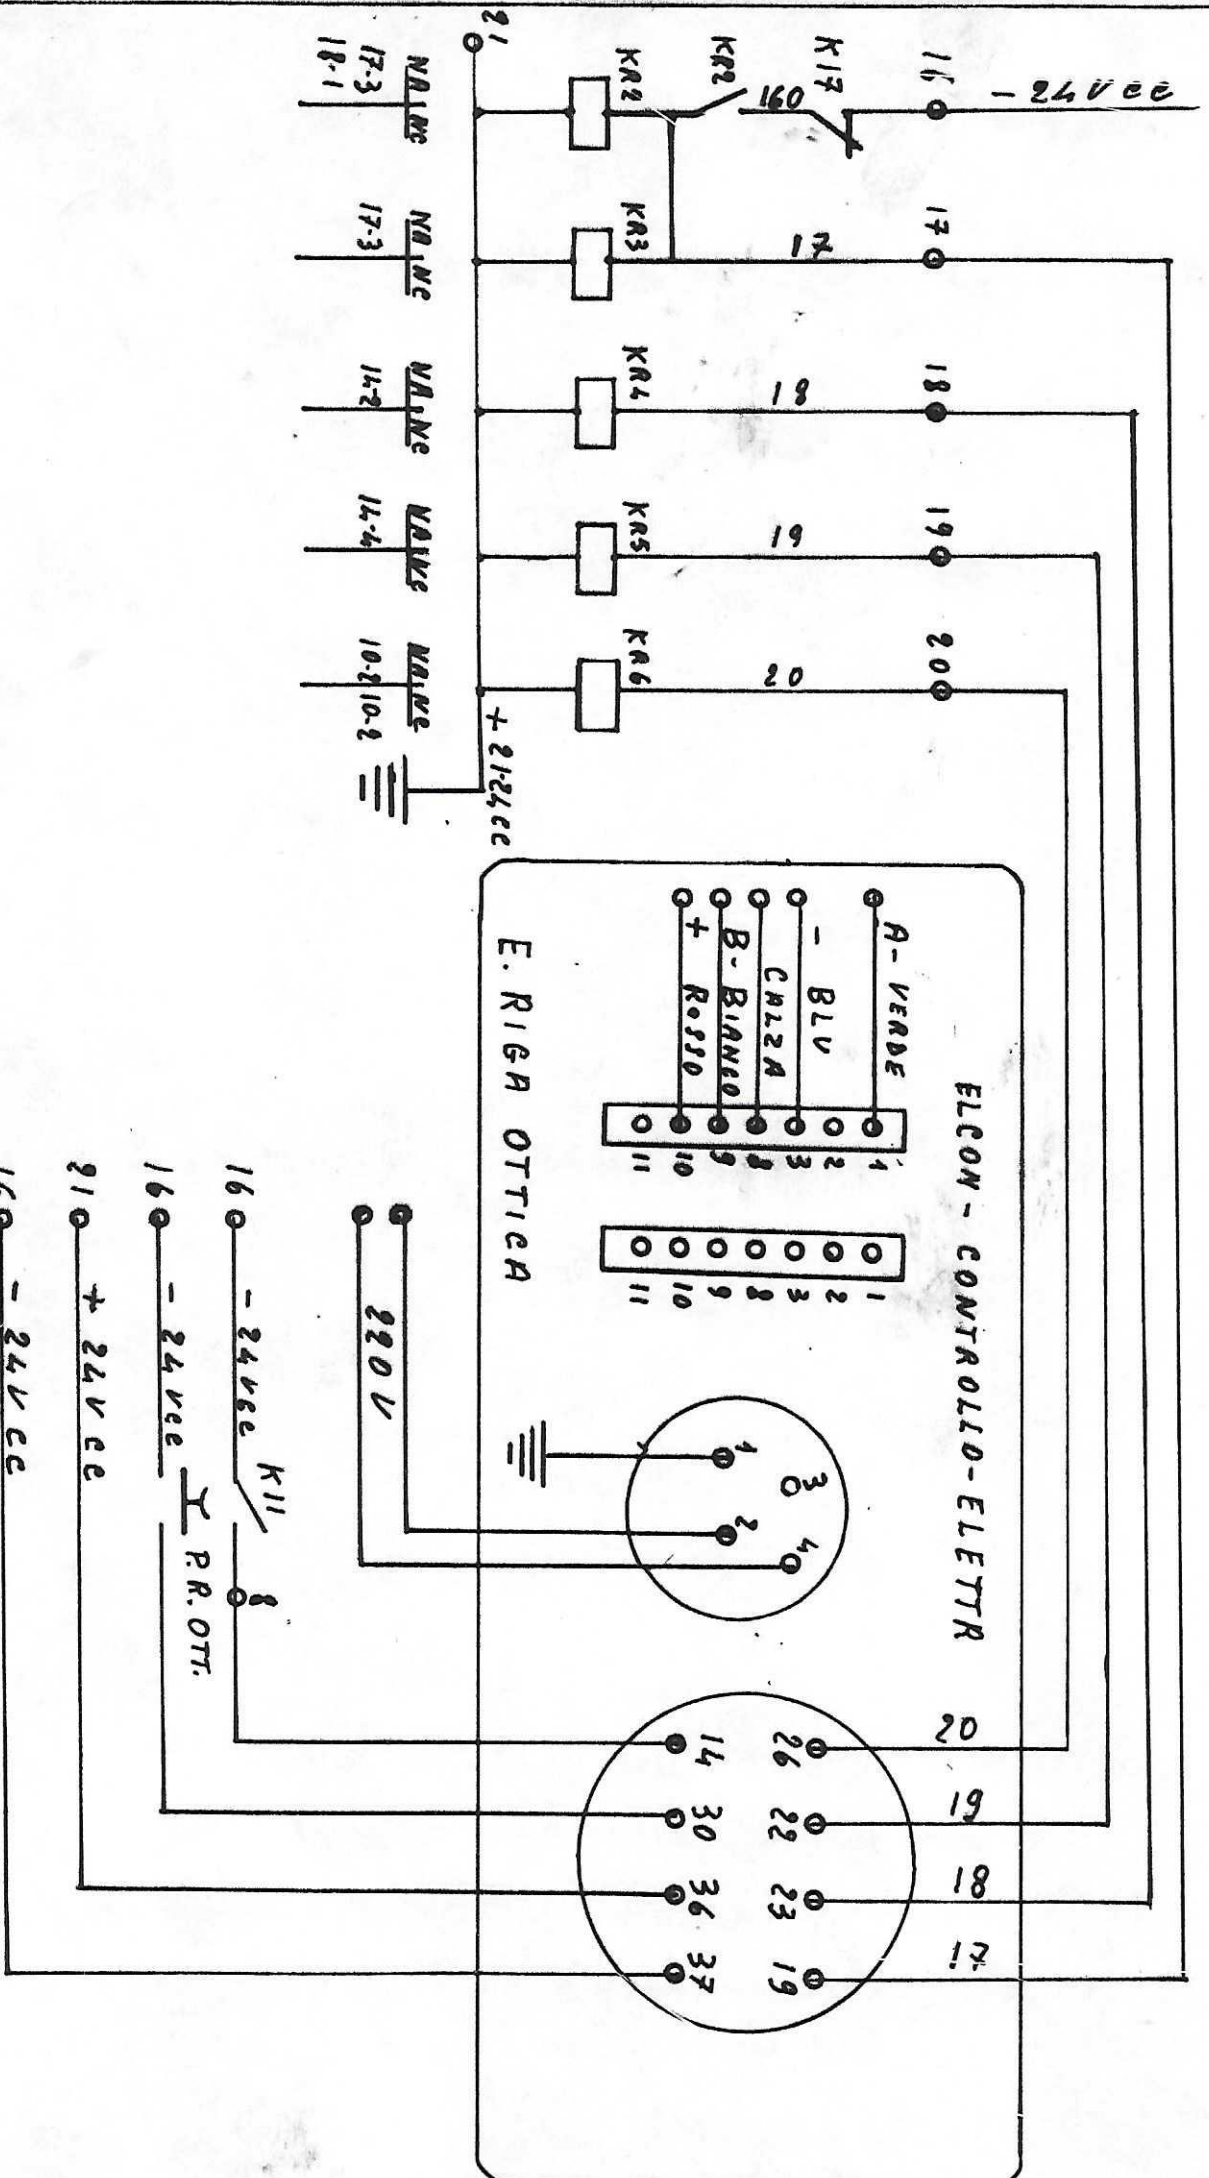 - 24V cc
16
17
18
19
20
K17
160
KR2
17
18
19
20
KR2
KR3
KR4
KR5
KR6
21
+ 21-24cc
NA NC
NA NC
NA NC
NA NC
NA NC
17-3
18-1
17-3
14-2
14-4
10-2 10-2
ELCON - CONTROLLO - ELETTR
A - VERDE
- BLU
CALZA
B - BIANCO
+ ROSSO
1
2
3
8
9
10
11
1
2
3
8
9
10
11
E. RIGA OTTICA
3
4
1
2
220V
20
19
18
17
26
22
23
19
14
30
36
37
16 - 24Vcc K11 8
16 - 24Vcc P.R. OTT.
21 + 24Vcc
16 - 24Vcc